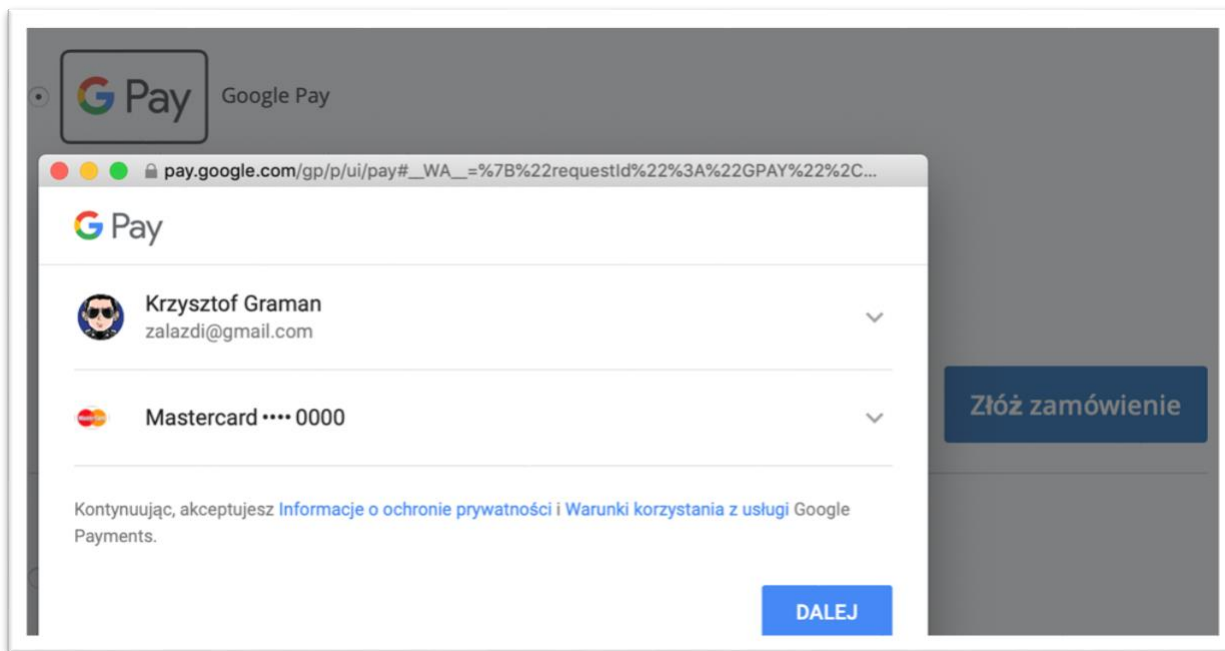 G Pay Google Pay
pay.google.com/gp/p/ui/pay#__WA__=%7B%22requestId%22%3A%22GPAY%22%2C...
G Pay
Krzysztof Graman
zalazdi@gmail.com
Mastercard •••• 0000
Złóż zamówienie
Kontynuując, akceptujesz Informacje o ochronie prywatności i Warunki korzystania z usługi Google
Payments.
DALEJ